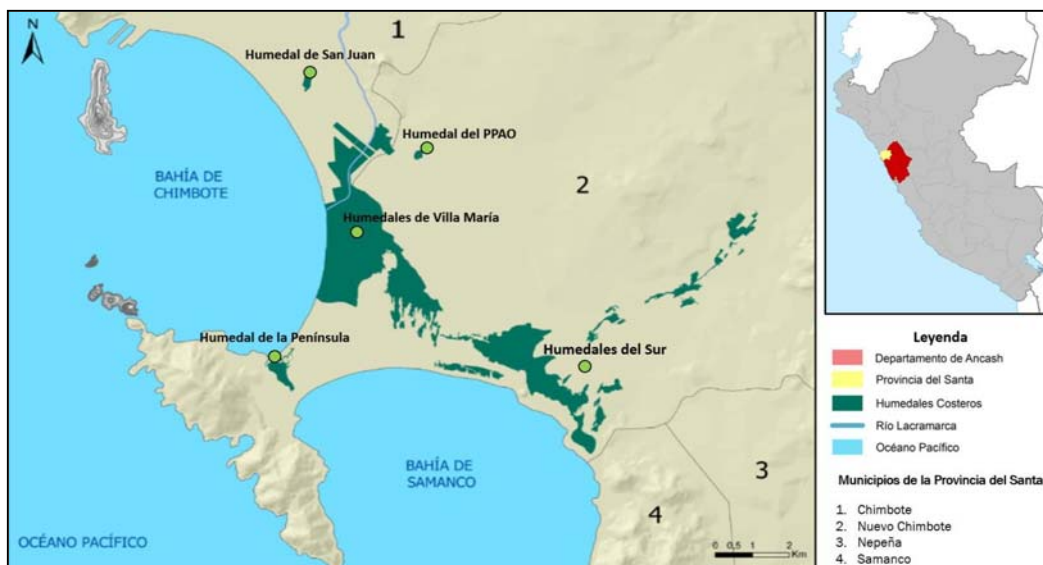 N
1
Humedal de San Juan
Humedal del PPAO
BAHÍA DE
CHIMBOTE
2
Humedales de Villa María
Humedal de la Península
Humedales del Sur
BAHÍA DE
SAMANCO
3
4
OCÉANO PACÍFICO
0 0,5 1 2
Km
Leyenda
Departamento de Ancash
Provincia del Santa
Humedales Costeros
Río Lacramarca
Océano Pacífico
Municipios de la Provincia del Santa
1. Chimbote
2. Nuevo Chimbote
3. Nepeña
4. Samanco